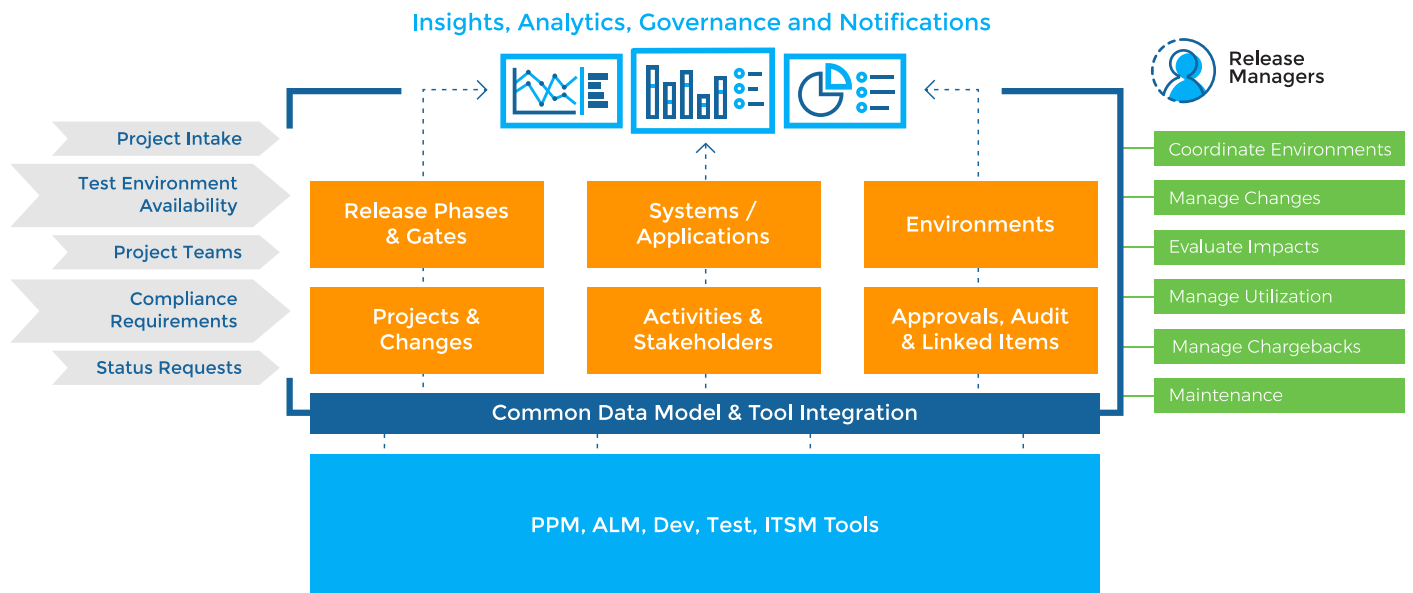 Insights, Analytics, Governance and Notifications
Release
Managers
Project Intake
Test Environment
Availability
Project Teams
Compliance
Requirements
Status Requests
Release Phases
& Gates
Systems /
Applications
Environments
Projects &
Changes
Activities &
Stakeholders
Approvals, Audit
& Linked Items
Common Data Model & Tool Integration
PPM, ALM, Dev, Test, ITSM Tools
Coordinate Environments
Manage Changes
Evaluate Impacts
Manage Utilization
Manage Chargebacks
Maintenance